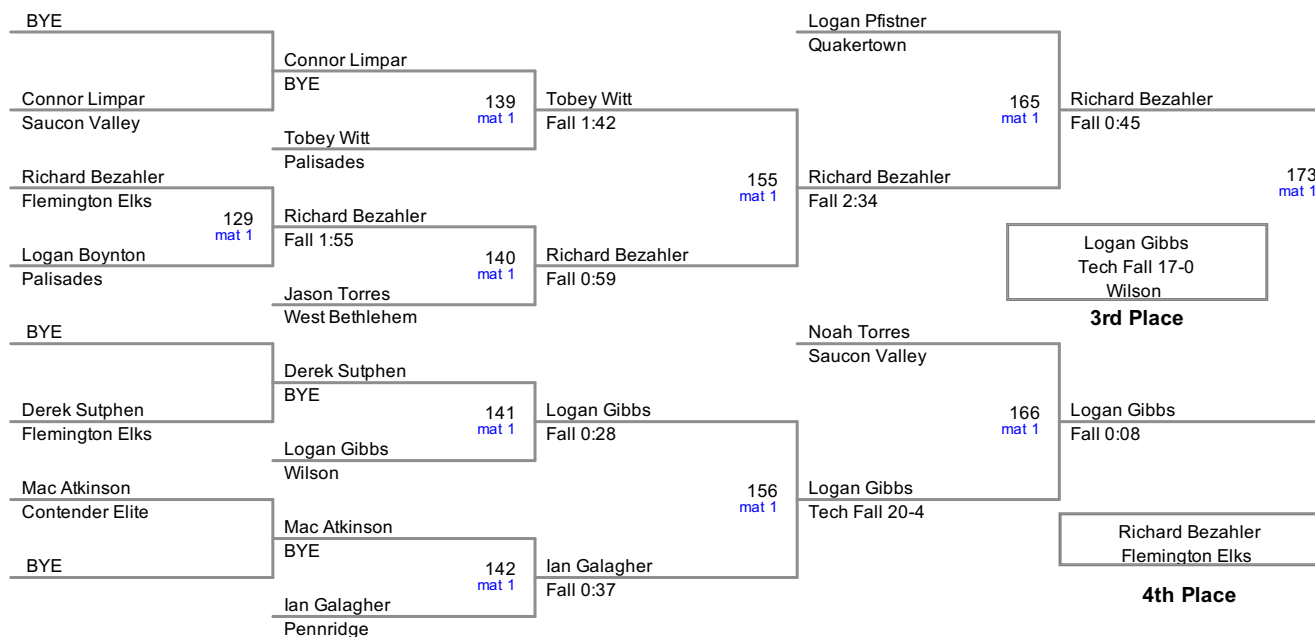 BYE
Logan Pfistner
Quakertown
Connor Limpar
BYE
Connor Limpar
Saucon Valley
139
mat 1
Tobey Witt
Fall 1:42
165
mat 1
Richard Bezahler
Fall 0:45
Tobey Witt
Palisades
Richard Bezahler
Flemington Elks
155
mat 1
Richard Bezahler
Fall 2:34
173
mat 1
129
mat 1
Richard Bezahler
Fall 1:55
Logan Boynton
Palisades
140
mat 1
Richard Bezahler
Fall 0:59
Logan Gibbs
Tech Fall 17-0
Wilson
3rd Place
Jason Torres
West Bethlehem
BYE
Noah Torres
Saucon Valley
Derek Sutphen
BYE
Derek Sutphen
Flemington Elks
141
mat 1
Logan Gibbs
Fall 0:28
166
mat 1
Logan Gibbs
Fall 0:08
Logan Gibbs
Wilson
Mac Atkinson
Contender Elite
156
mat 1
Logan Gibbs
Tech Fall 20-4
Mac Atkinson
BYE
Richard Bezahler
Flemington Elks
4th Place
BYE
142
mat 1
Ian Galagher
Fall 0:37
Ian Galagher
Pennridge